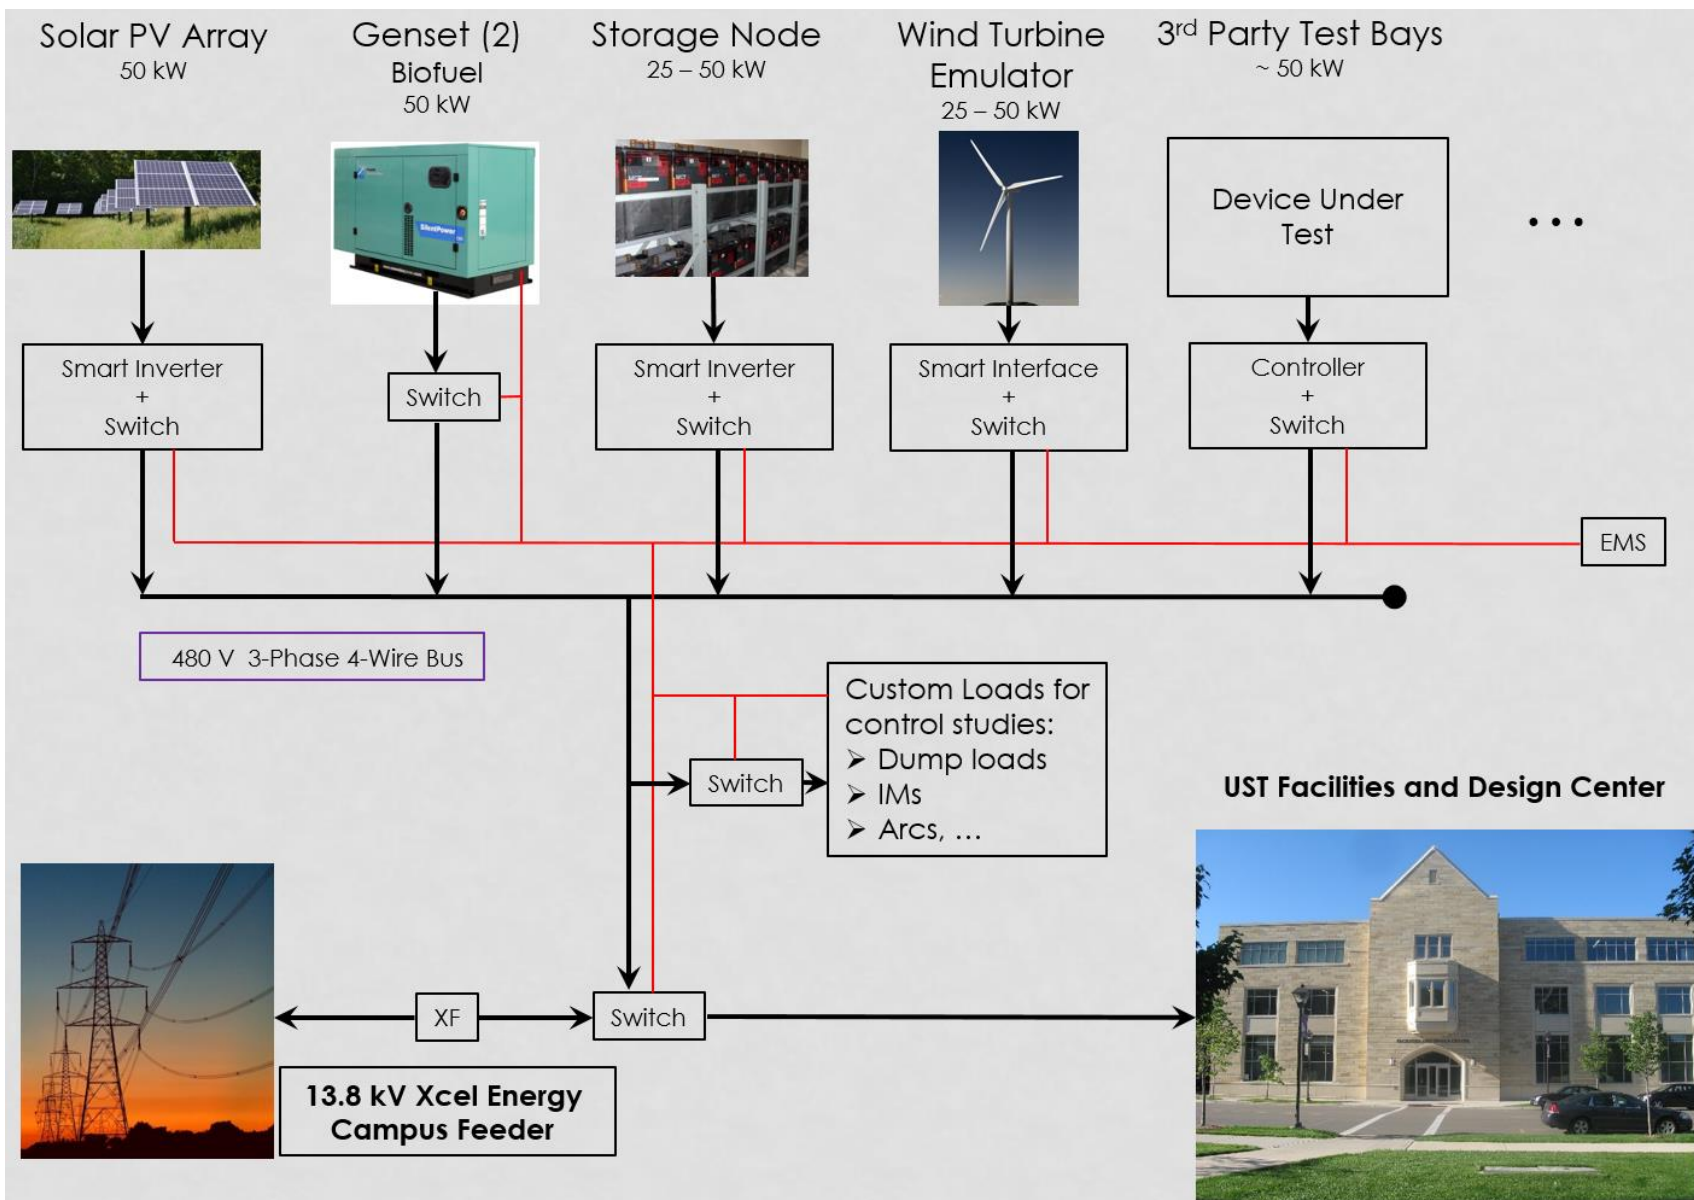 Solar PV Array
50 kW
Genset (2)
Biofuel
50 kW
Storage Node
25 – 50 kW
Wind Turbine
Emulator
25 – 50 kW
3rd Party Test Bays
~ 50 kW
SilentPower
Device Under
Test
...
Smart Inverter
+
Switch
Switch
Smart Inverter
+
Switch
Smart Interface
+
Switch
Controller
+
Switch
EMS
480 V 3-Phase 4-Wire Bus
Custom Loads for
control studies:
➢ Dump loads
➢ IMs
➢ Arcs, …
Switch
UST Facilities and Design Center
XF
Switch
13.8 kV Xcel Energy
Campus Feeder